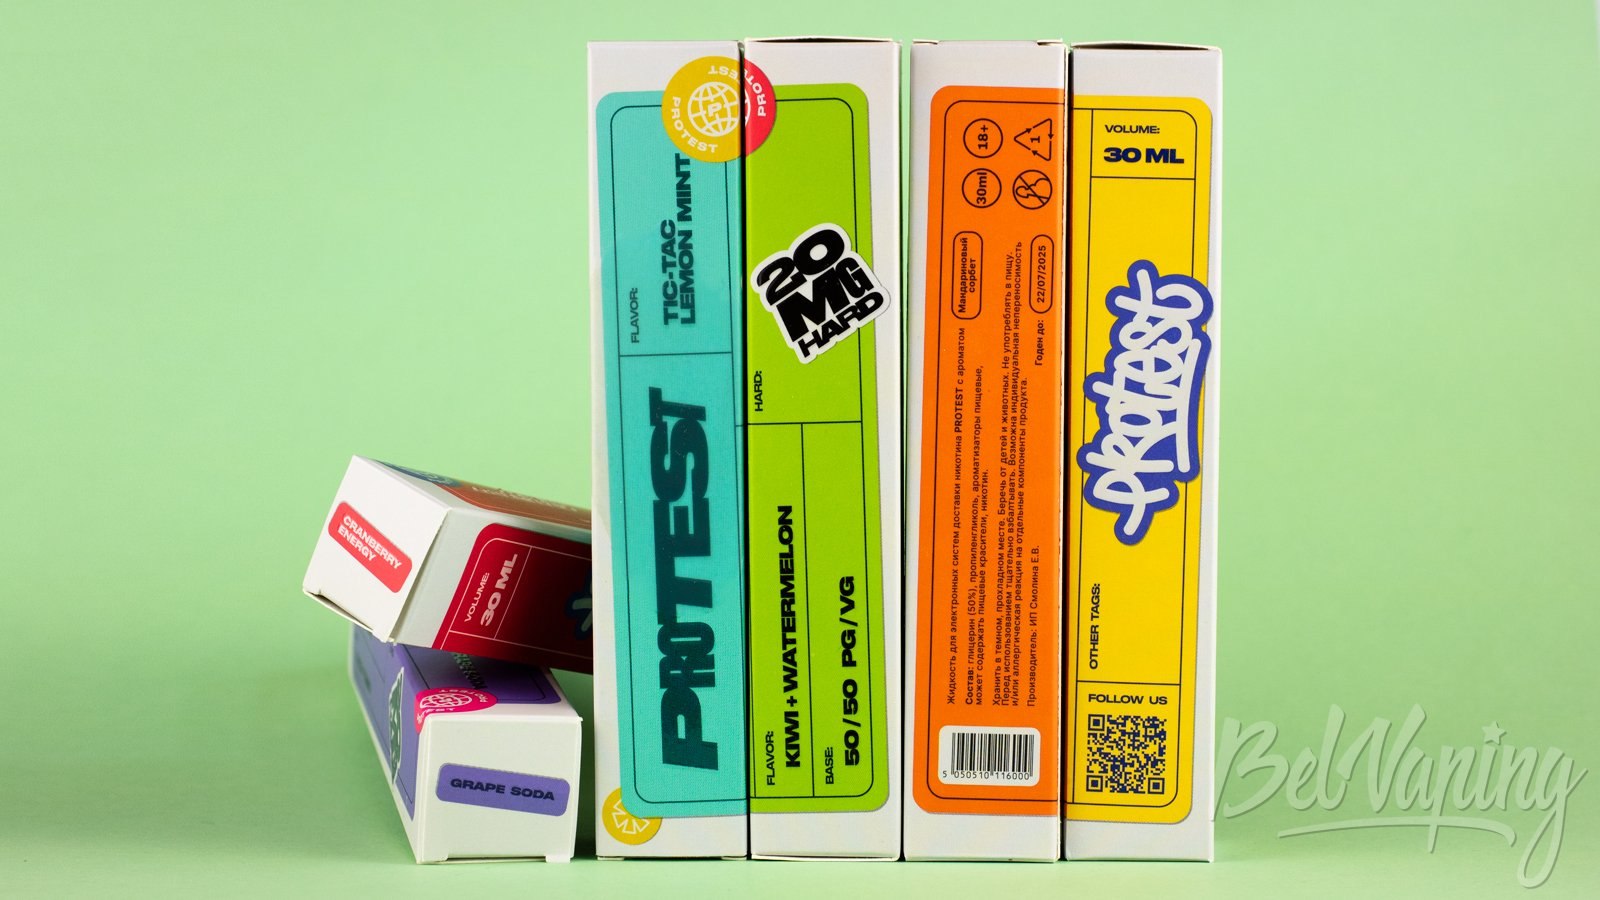 CRANBERRY
ENERGY
VOLUME:
30 ML
PROTEST
GRAPE SODA
PROTEST
PROTEST
P
FLAVOR:
TIC-TAC
LEMON MINT
PROTEST
PROTEST
20
MG
HARD
HARD:
FLAVOR:
KIWI + WATERMELON
BASE:
50/50 PG/VG
18+
1
30ml
Мандариновый
сорбет
Годен до:
22/07/2025
Жидкость для электронных систем доставки никотина PROTEST с ароматом
Состав: глицерин (50%), пропиленгликоль, ароматизаторы пищевые,
может содержать пищевые красители, никотин.
Хранить в темном, прохладном месте. Беречь от детей и животных. Не употреблять в пищу.
Перед использованием тщательно взбалтывать. Возможна индивидуальная непереносимость
и/или аллергическая реакция на отдельные компоненты продукта.
Производитель: ИП Смолина Е.В.
5 050510 116000
VOLUME:
30 ML
PROTEST
OTHER TAGS:
FOLLOW US
BelVaping